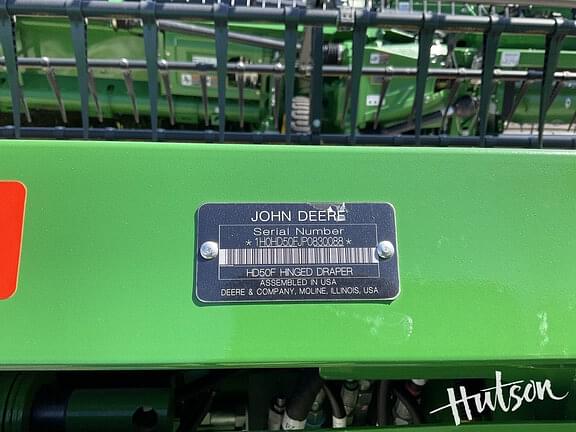 JOHN DEERE
Serial Number
* 1H0HD50FJP0830088 *
HD50F HINGED DRAPER
ASSEMBLED IN USA
DEERE & COMPANY, MOLINE, ILLINOIS, USA
Hutson